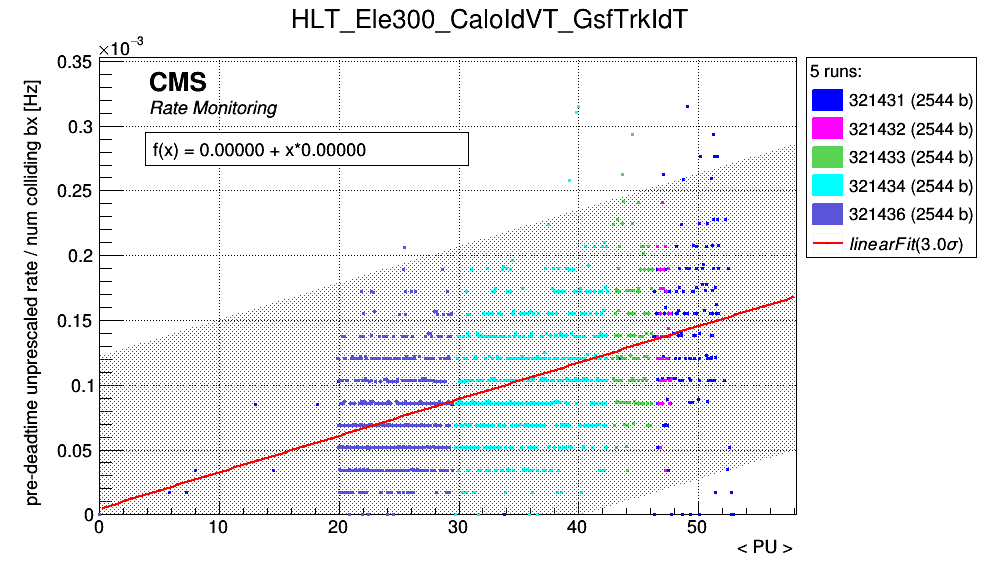 HLT_Ele300_CaloIdVT_GsfTrkIdT
×10⁻³
pre-deadtime unprescaled rate / num colliding bx [Hz]
0.35
0.3
0.25
0.2
0.15
0.1
0.05
0
CMS
Rate Monitoring
f(x) = 0.00000 + x*0.00000
0 10 20 30 40 50
< PU >
5 runs:
321431 (2544 b)
321432 (2544 b)
321433 (2544 b)
321434 (2544 b)
321436 (2544 b)
linearFit(3.0σ)